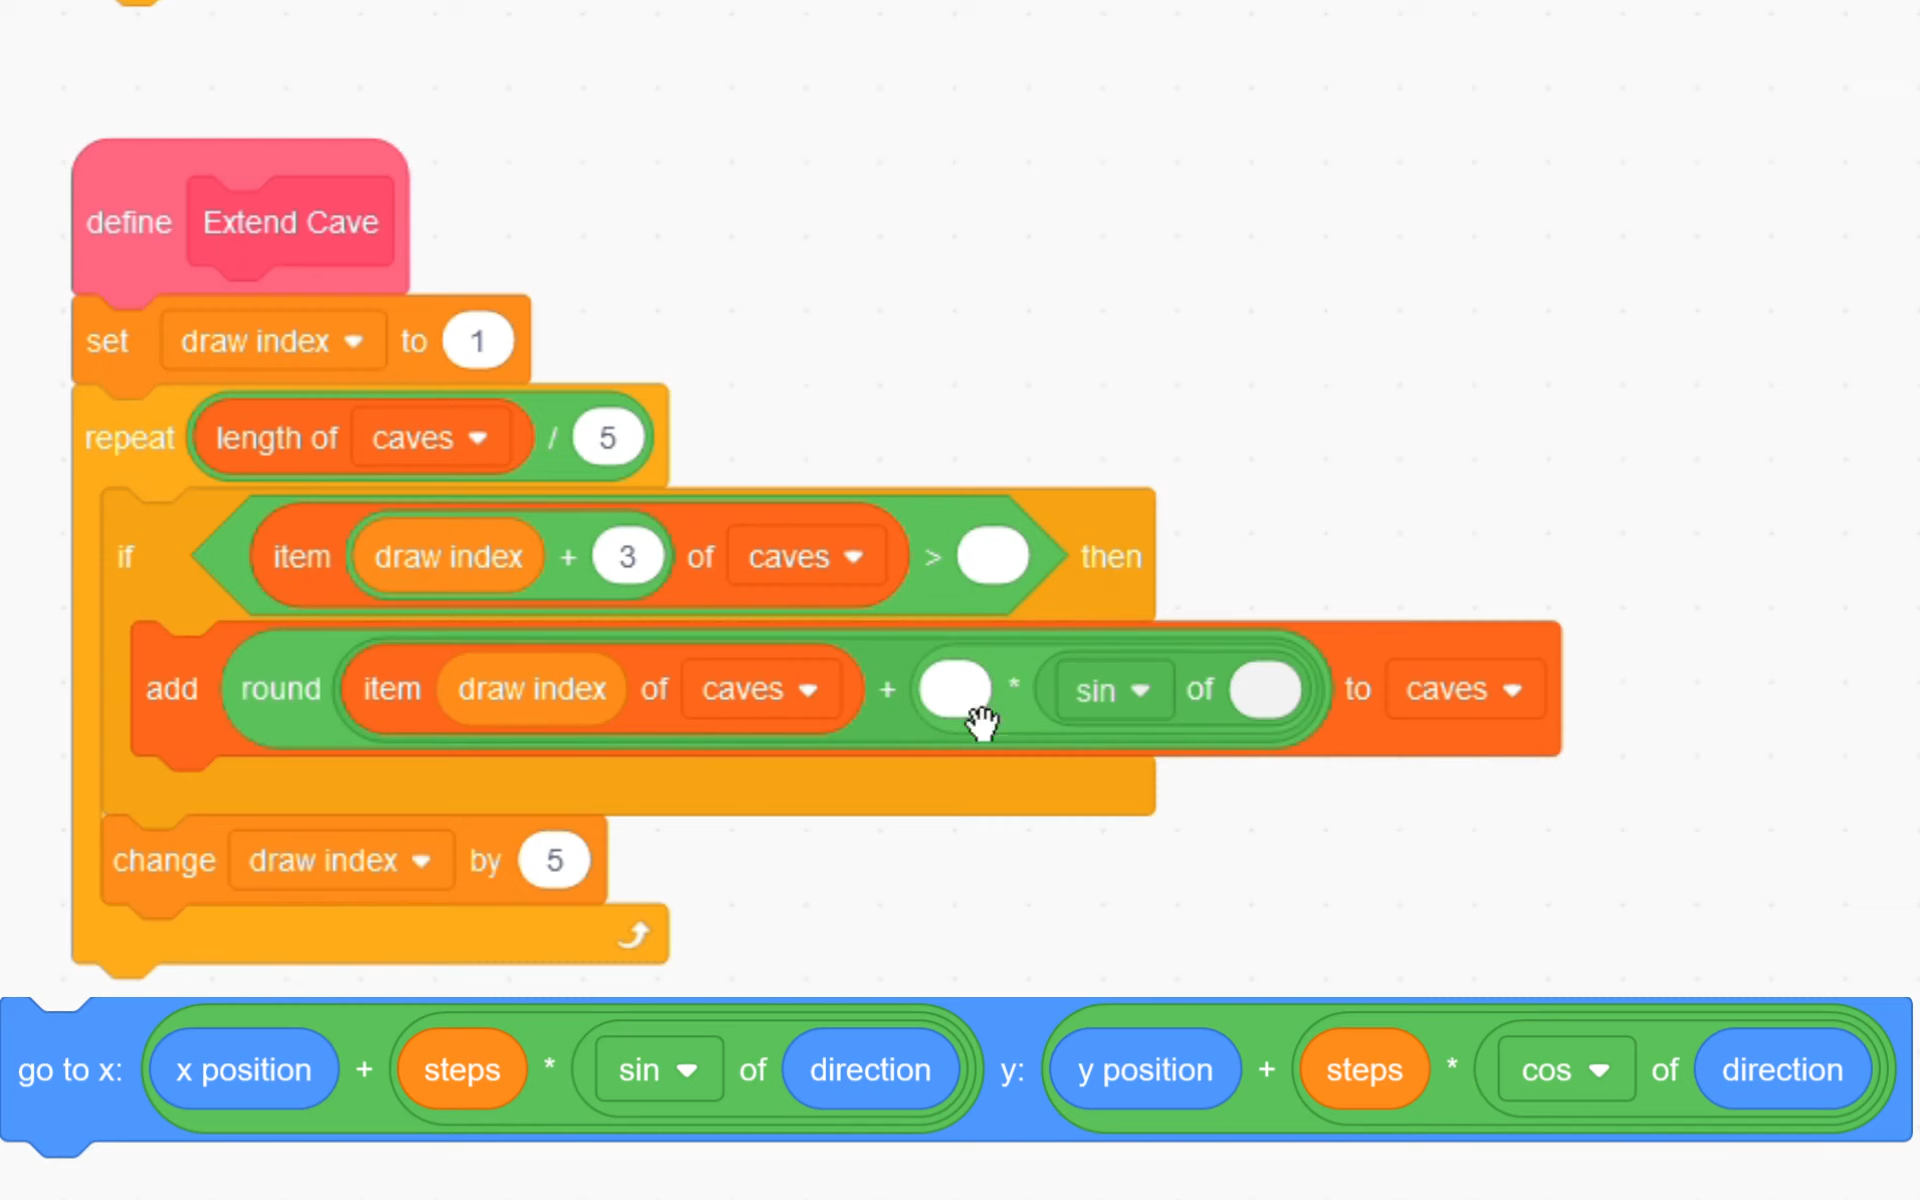 define Extend Cave
set draw index to 1
repeat length of caves / 5
if item draw index + 3 of caves > then
add round item draw index of caves + * sin of to caves
change draw index by 5
go to x: x position + steps * sin of direction y: y position + steps * cos of direction